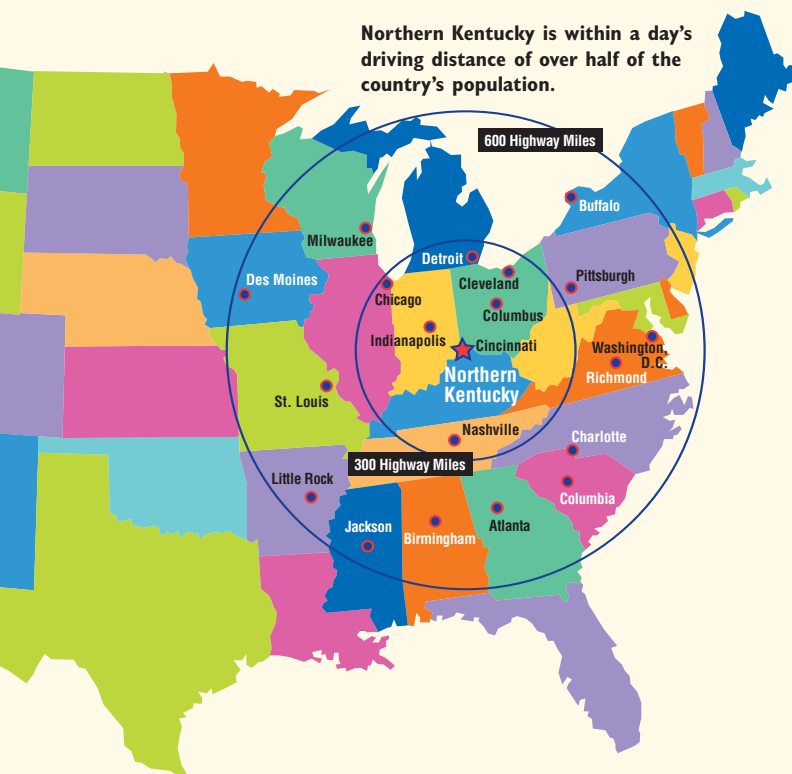 Northern Kentucky is within a day's
driving distance of over half of the
country's population.
600 Highway Miles
Buffalo
Milwaukee
Detroit
Des Moines
Cleveland
Pittsburgh
Chicago
Columbus
Indianapolis
Cincinnati
Washington,
D.C.
Northern
Kentucky
Richmond
St. Louis
Nashville
Charlotte
300 Highway Miles
Little Rock
Columbia
Jackson
Birmingham
Atlanta